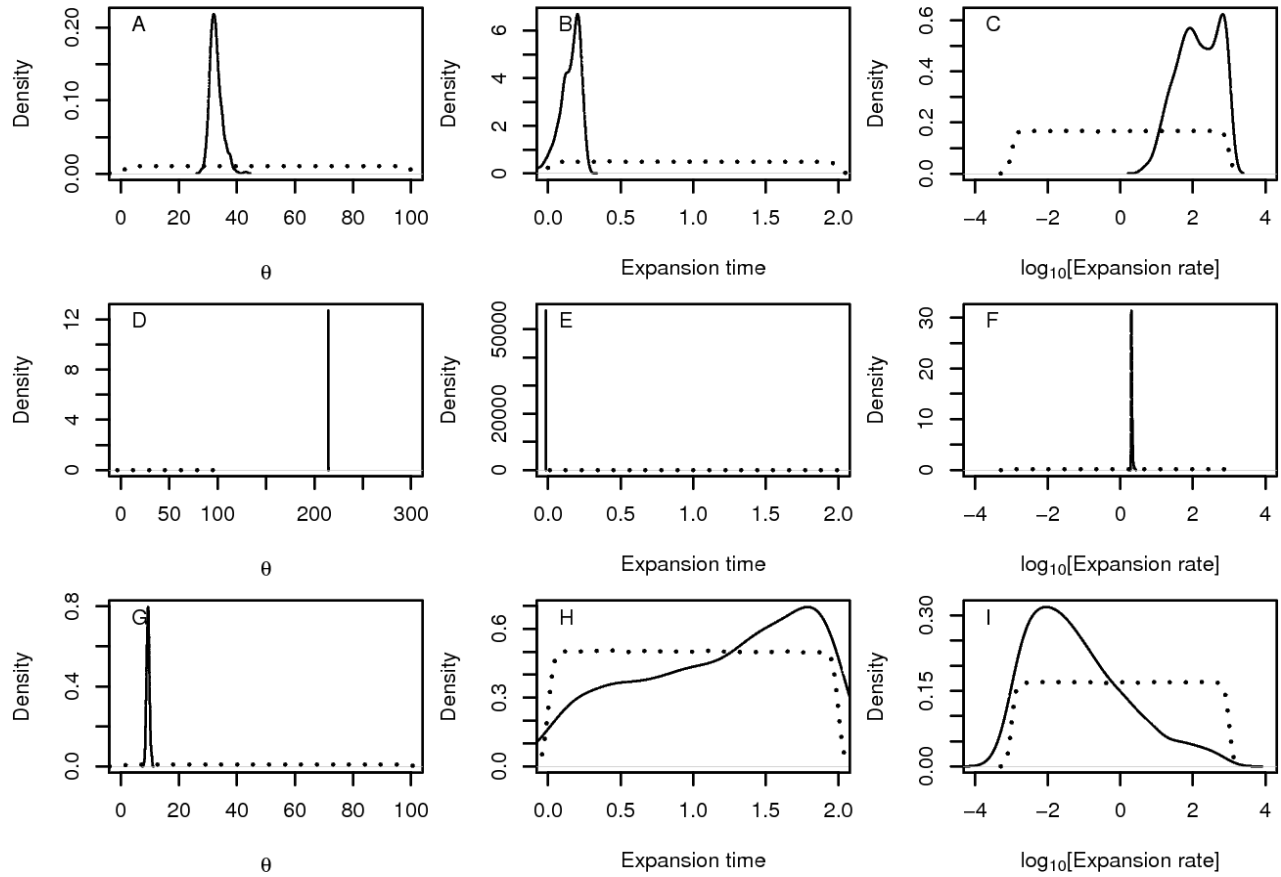 A
Density
0.00 0.10 0.20
0 20 40 60 80 100
θ
B
Density
0 2 4 6
0.0 0.5 1.0 1.5 2.0
Expansion time
C
Density
0.0 0.2 0.4 0.6
−4 −2 0 2 4
log10[Expansion rate]
D
Density
0 4 8 12
0 50 100 200 300
θ
E
Density
0 20000 50000
0.0 0.5 1.0 1.5 2.0
Expansion time
F
Density
0 10 20 30
−4 −2 0 2 4
log10[Expansion rate]
G
Density
0.0 0.4 0.8
0 20 40 60 80 100
θ
H
Density
0.0 0.3 0.6
0.0 0.5 1.0 1.5 2.0
Expansion time
I
Density
0.00 0.15 0.30
−4 −2 0 2 4
log10[Expansion rate]